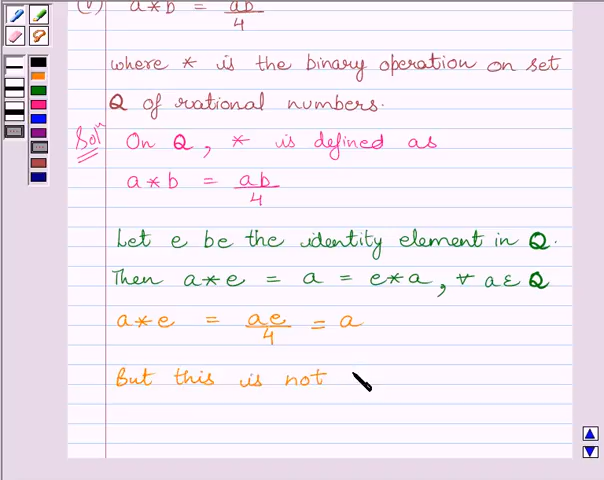 (v) a * b = ab/4
where * is the binary operation on set
Q of rational numbers.
Solⁿ On Q, * is defined as
a * b = ab/4
Let e be the identity element in Q.
Then a * e = a = e * a, ∀ a ε Q
a * e = ae/4 = a
But this is not